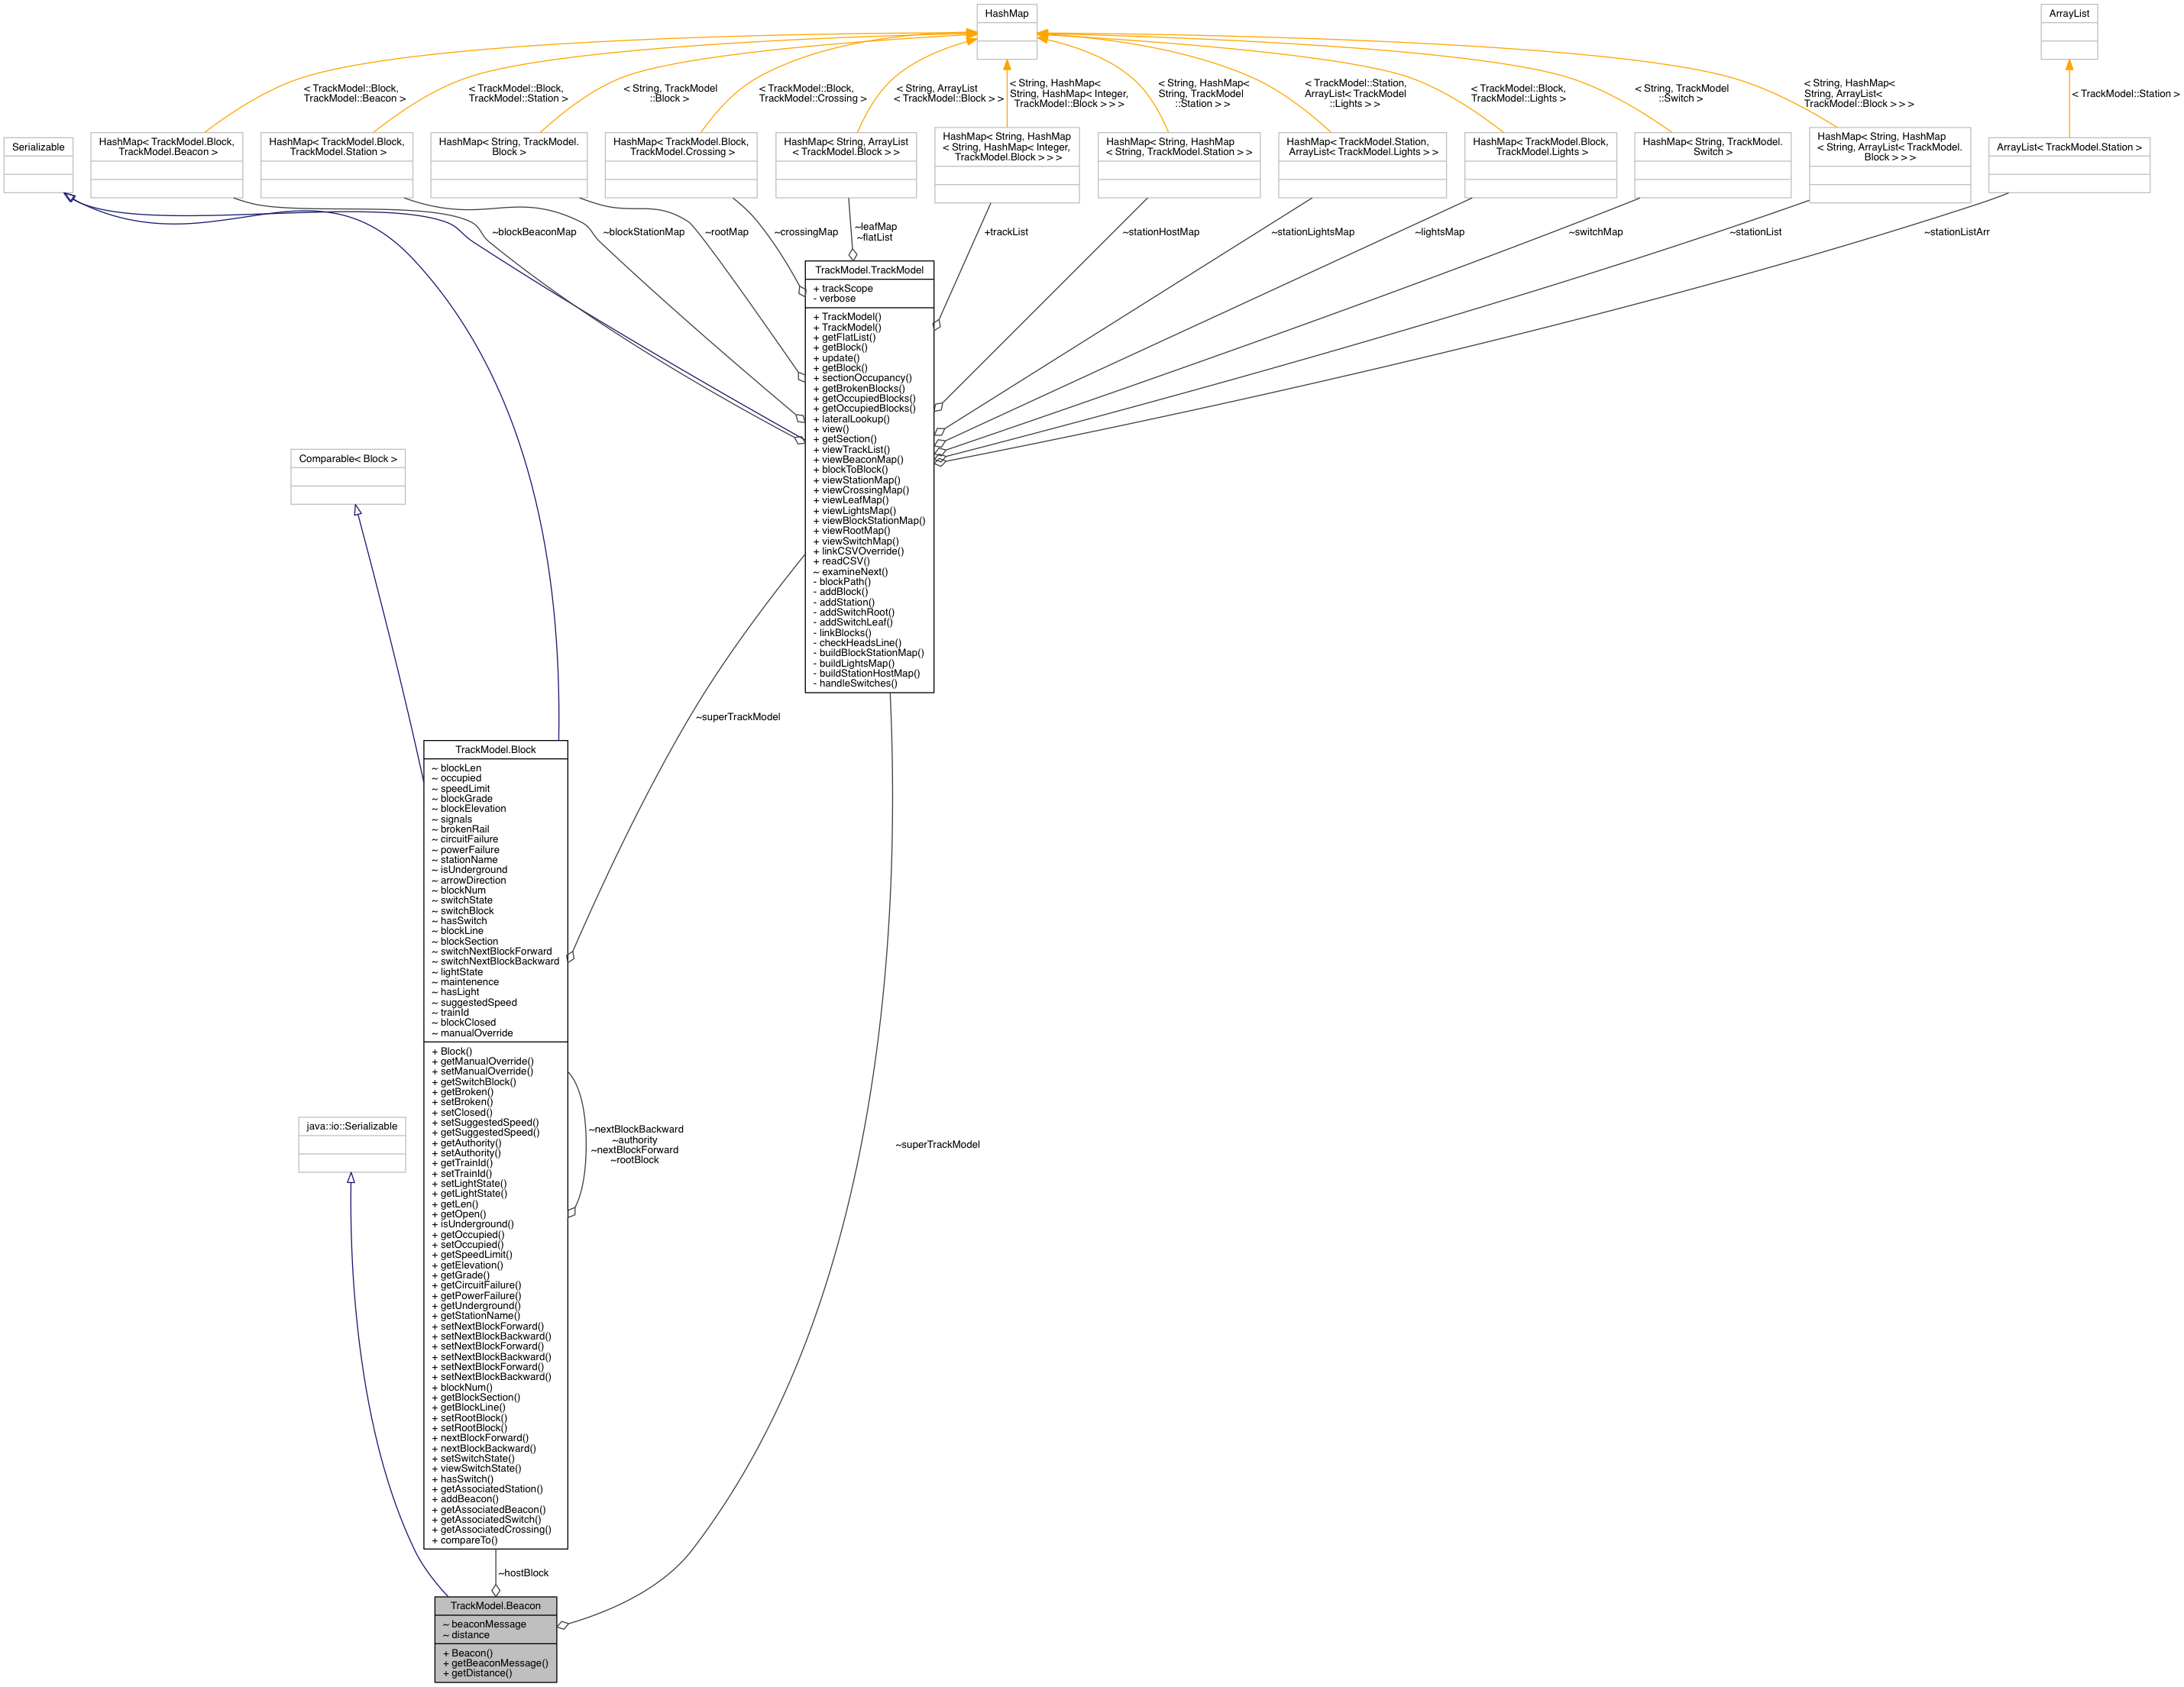 HashMap
ArrayList
< TrackModel::Block,
TrackModel::Beacon >
< TrackModel::Block,
TrackModel::Station >
< String, TrackModel
::Block >
< TrackModel::Block,
TrackModel::Crossing >
< String, ArrayList
< TrackModel::Block > >
< String, HashMap<
String, HashMap< Integer,
TrackModel::Block > > >
< String, HashMap<
String, TrackModel
::Station > >
< TrackModel::Station,
ArrayList< TrackModel
::Lights > >
< TrackModel::Block,
TrackModel::Lights >
< String, TrackModel
::Switch >
< String, HashMap<
String, ArrayList<
TrackModel::Block > > >
< TrackModel::Station >
Serializable
HashMap< TrackModel.Block,
TrackModel.Beacon >
HashMap< TrackModel.Block,
TrackModel.Station >
HashMap< String, TrackModel.
Block >
HashMap< TrackModel.Block,
TrackModel.Crossing >
HashMap< String, ArrayList
< TrackModel.Block > >
HashMap< String, HashMap
< String, HashMap< Integer,
TrackModel.Block > > >
HashMap< String, HashMap
< String, TrackModel.Station > >
HashMap< TrackModel.Station,
ArrayList< TrackModel.Lights > >
HashMap< TrackModel.Block,
TrackModel.Lights >
HashMap< String, TrackModel.
Switch >
HashMap< String, HashMap
< String, ArrayList< TrackModel.
Block > > >
ArrayList< TrackModel.Station >
~blockBeaconMap
~blockStationMap
~rootMap
~crossingMap
~leafMap
~flatList
+trackList
~stationHostMap
~stationLightsMap
~lightsMap
~switchMap
~stationList
~stationListArr
TrackModel.TrackModel
+ trackScope
- verbose
+ TrackModel()
+ TrackModel()
+ getFlatList()
+ getBlock()
+ update()
+ getBlock()
+ sectionOccupancy()
+ getBrokenBlocks()
+ getOccupiedBlocks()
+ getOccupiedBlocks()
+ lateralLookup()
+ view()
+ getSection()
+ viewTrackList()
+ viewBeaconMap()
+ blockToBlock()
+ viewStationMap()
+ viewCrossingMap()
+ viewLeafMap()
+ viewLightsMap()
+ viewBlockStationMap()
+ viewRootMap()
+ viewSwitchMap()
+ linkCSVOverride()
+ readCSV()
~ examineNext()
- blockPath()
- addBlock()
- addStation()
- addSwitchRoot()
- addSwitchLeaf()
- linkBlocks()
- checkHeadsLine()
- buildBlockStationMap()
- buildLightsMap()
- buildStationHostMap()
- handleSwitches()
Comparable< Block >
~superTrackModel
TrackModel.Block
~ blockLen
~ occupied
~ speedLimit
~ blockGrade
~ blockElevation
~ signals
~ brokenRail
~ circuitFailure
~ powerFailure
~ stationName
~ isUnderground
~ arrowDirection
~ blockNum
~ switchState
~ switchBlock
~ hasSwitch
~ blockLine
~ blockSection
~ switchNextBlockForward
~ switchNextBlockBackward
~ lightState
~ maintenence
~ hasLight
~ suggestedSpeed
~ trainId
~ blockClosed
~ manualOverride
+ Block()
+ getManualOverride()
+ setManualOverride()
+ getSwitchBlock()
+ getBroken()
+ setBroken()
+ setClosed()
+ setSuggestedSpeed()
+ getSuggestedSpeed()
+ getAuthority()
+ setAuthority()
+ getTrainId()
+ setTrainId()
+ setLightState()
+ getLightState()
+ getLen()
+ getOpen()
+ isUnderground()
+ getOccupied()
+ setOccupied()
+ getSpeedLimit()
+ getElevation()
+ getGrade()
+ getCircuitFailure()
+ getPowerFailure()
+ getUnderground()
+ getStationName()
+ setNextBlockForward()
+ setNextBlockBackward()
+ setNextBlockForward()
+ setNextBlockBackward()
+ setNextBlockForward()
+ setNextBlockBackward()
+ blockNum()
+ getBlockSection()
+ getBlockLine()
+ setRootBlock()
+ setRootBlock()
+ nextBlockForward()
+ nextBlockBackward()
+ setSwitchState()
+ viewSwitchState()
+ hasSwitch()
+ getAssociatedStation()
+ addBeacon()
+ getAssociatedBeacon()
+ getAssociatedSwitch()
+ getAssociatedCrossing()
+ compareTo()
java::io::Serializable
~nextBlockBackward
~authority
~nextBlockForward
~rootBlock
~superTrackModel
~hostBlock
TrackModel.Beacon
~ beaconMessage
~ distance
+ Beacon()
+ getBeaconMessage()
+ getDistance()